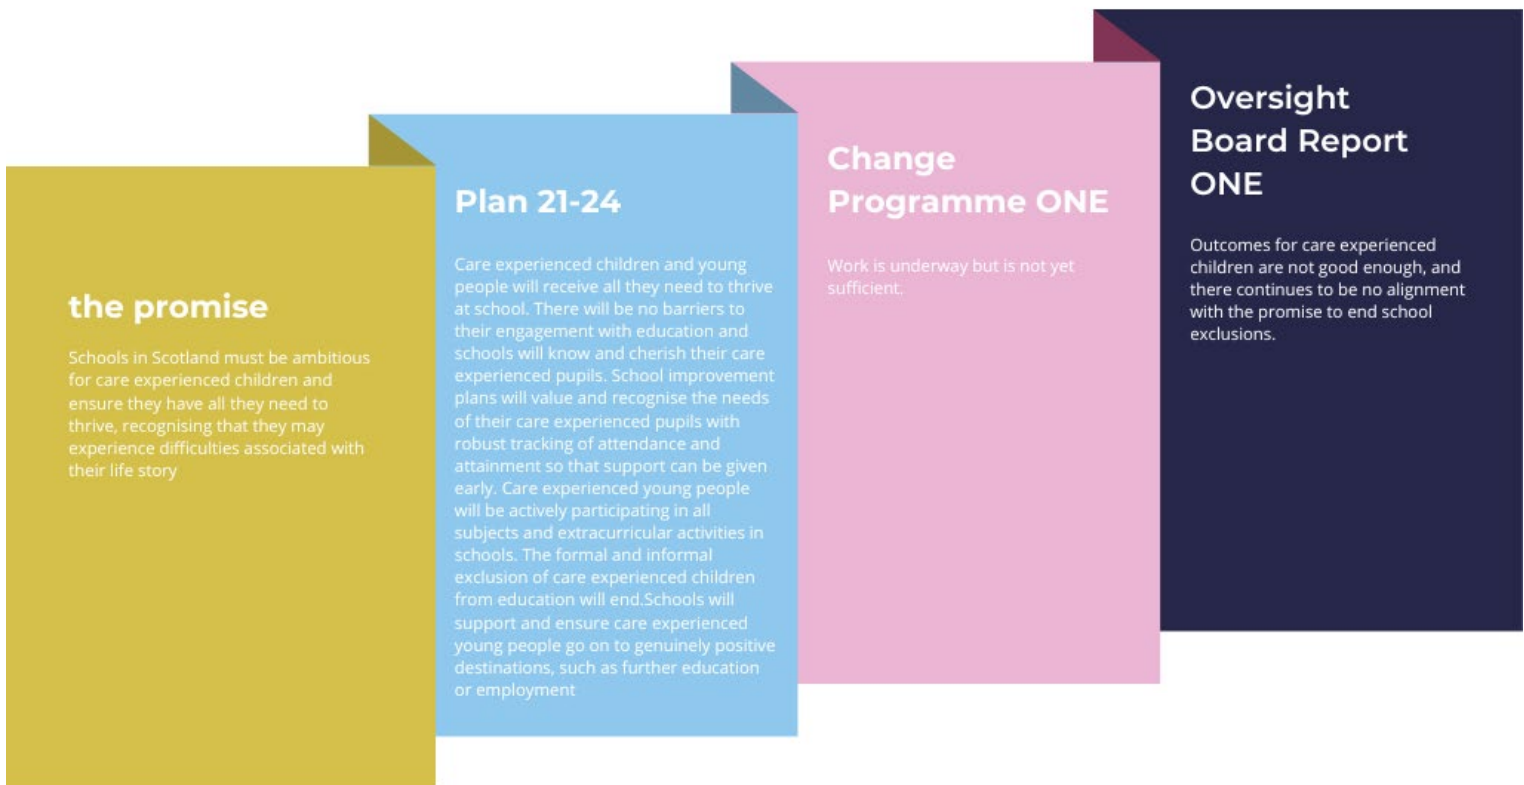 the promise
Schools in Scotland must be ambitious
for care experienced children and
ensure they have all they need to
thrive, recognising that they may
experience difficulties associated with
their life story
Plan 21-24
Care experienced children and young
people will receive all they need to thrive
at school. There will be no barriers to
their engagement with education and
schools will know and cherish their care
experienced pupils. School improvement
plans will value and recognise the needs
of their care experienced pupils with
robust tracking of attendance and
attainment so that support can be given
early. Care experienced young people
will be actively participating in all
subjects and extracurricular activities in
schools. The formal and informal
exclusion of care experienced children
from education will end.Schools will
support and ensure care experienced
young people go on to genuinely positive
destinations, such as further education
or employment
Change
Programme ONE
Work is underway but is not yet
sufficient.
Oversight
Board Report
ONE
Outcomes for care experienced
children are not good enough, and
there continues to be no alignment
with the promise to end school
exclusions.